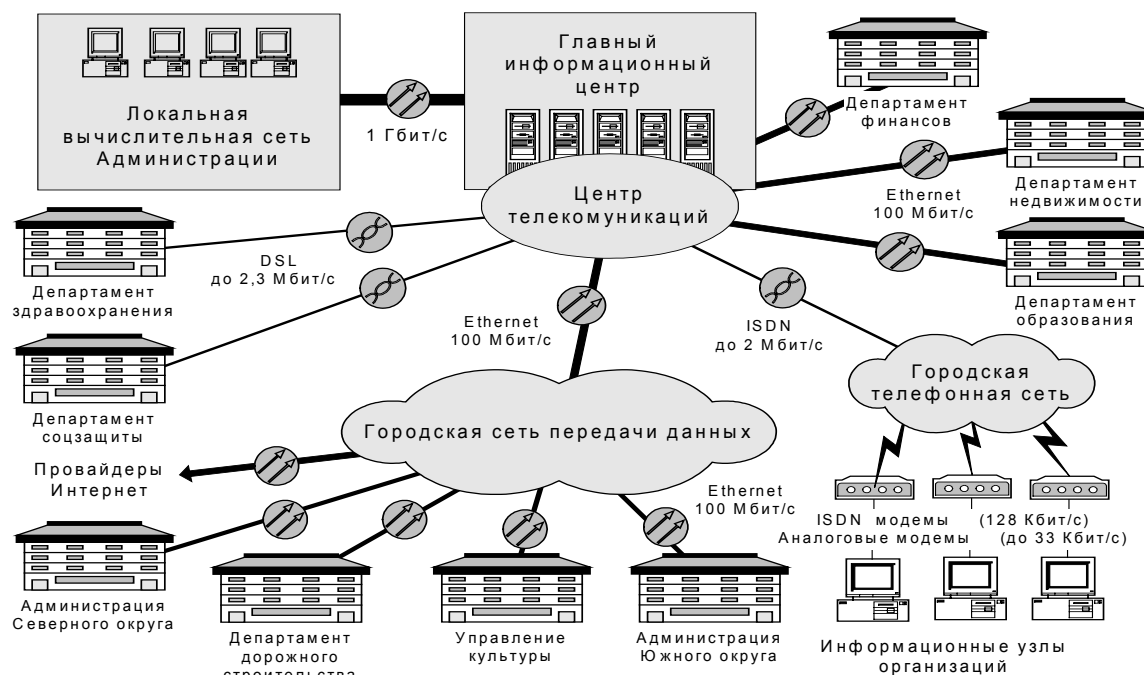 Локальная
вычислительная сеть
Администрации
1 Гбит/с
Главный
информационный
центр
Центр
телекомуникаций
Департамент
финансов
Ethernet
100 Мбит/с
Департамент
недвижимости
Департамент
образования
DSL
до 2,3 Мбит/с
Департамент
здравоохранения
Департамент
соцзащиты
Ethernet
100 Мбит/с
ISDN
до 2 Мбит/с
Городская
телефонная сеть
Городская сеть передачи данных
Провайдеры
Интернет
Ethernet
100 Мбит/с
ISDN модемы (128 Кбит/с)
Аналоговые модемы (до 33 Кбит/с)
Администрация
Северного округа
Департамент
дорожного
строительства
Управление
культуры
Администрация
Южного округа
Информационные узлы
организаций